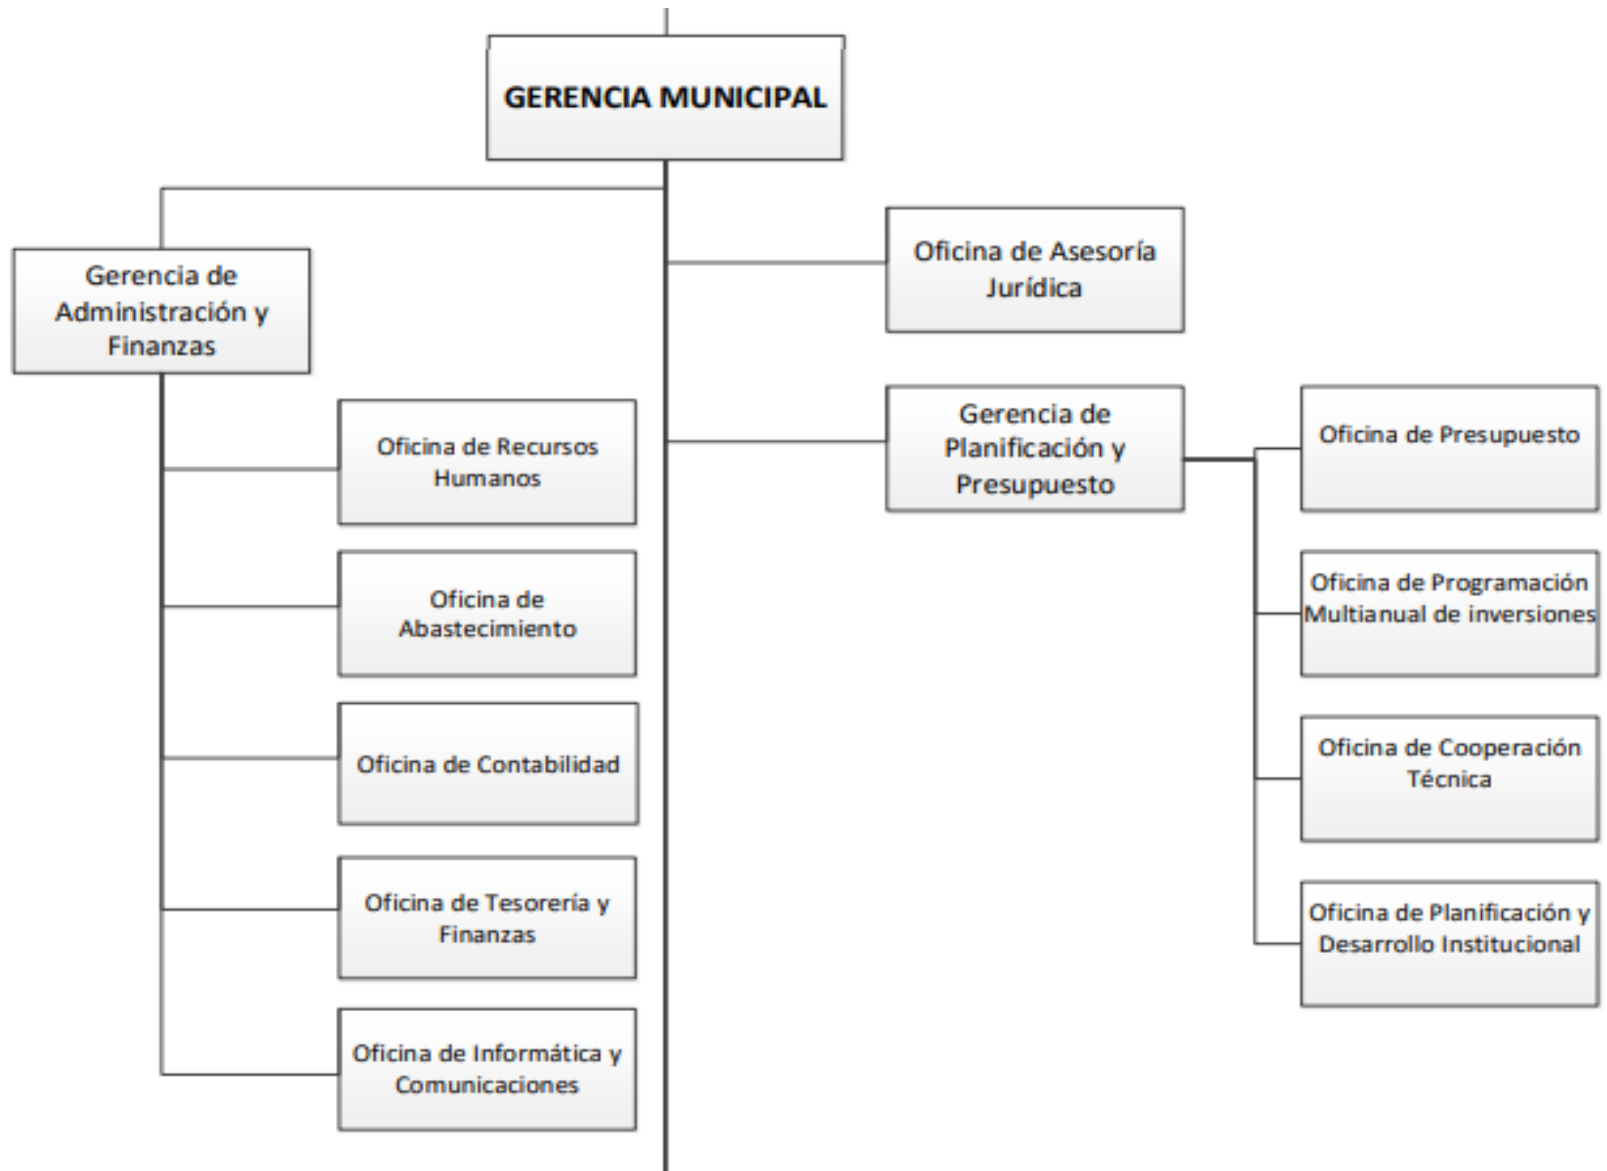 GERENCIA MUNICIPAL
Gerencia de
Administración y
Finanzas
Oficina de Recursos
Humanos
Oficina de
Abastecimiento
Oficina de Contabilidad
Oficina de Tesorería y
Finanzas
Oficina de Informática y
Comunicaciones
Oficina de Asesoría
Jurídica
Gerencia de
Planificación y
Presupuesto
Oficina de Presupuesto
Oficina de Programación
Multianual de inversiones
Oficina de Cooperación
Técnica
Oficina de Planificación y
Desarrollo Institucional